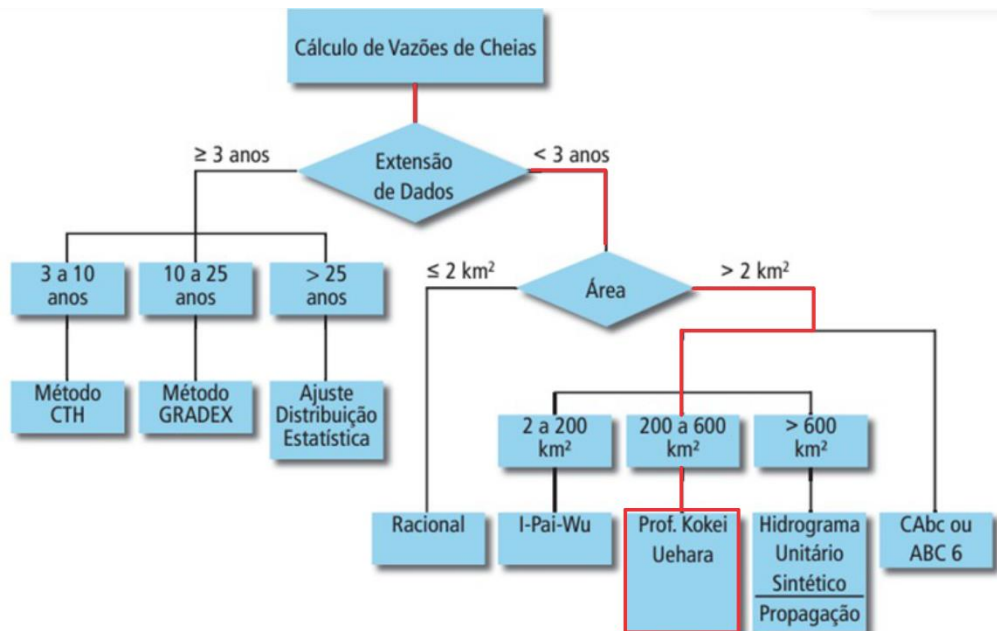 Cálculo de Vazões de Cheias
≥ 3 anos
Extensão
de Dados
< 3 anos
3 a 10
anos
10 a 25
anos
> 25
anos
Método
CTH
Método
GRADEX
Ajuste
Distribuição
Estatística
≤ 2 km²
Área
> 2 km²
2 a 200
km²
200 a 600
km²
> 600
km²
Racional
I-Pai-Wu
Prof. Kokei
Uehara
Hidrograma
Unitário
Sintético
Propagação
CAbc ou
ABC 6